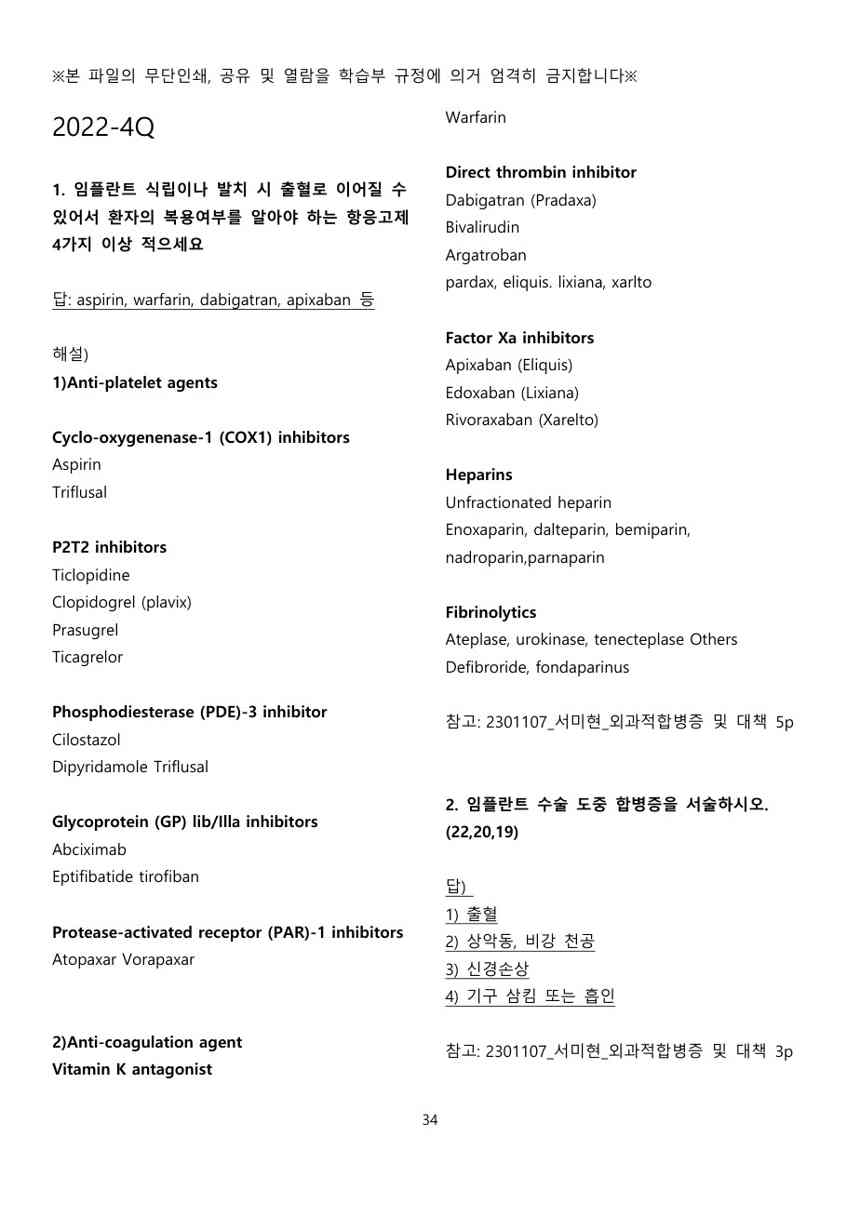 ※본 파일의 무단인쇄, 공유 및 열람을 학습부 규정에 의거 엄격히 금지합니다※
2022-4Q
1. 임플란트 식립이나 발치 시 출혈로 이어질 수
있어서 환자의 복용여부를 알아야 하는 항응고제
4가지 이상 적으세요
답: aspirin, warfarin, dabigatran, apixaban 등
해설)
1)Anti-platelet agents
Cyclo-oxygenenase-1 (COX1) inhibitors
Aspirin
Triflusal
P2T2 inhibitors
Ticlopidine
Clopidogrel (plavix)
Prasugrel
Ticagrelor
Phosphodiesterase (PDE)-3 inhibitor
Cilostazol
Dipyridamole Triflusal
Glycoprotein (GP) lib/Illa inhibitors
Abciximab
Eptifibatide tirofiban
Protease-activated receptor (PAR)-1 inhibitors
Atopaxar Vorapaxar
2)Anti-coagulation agent
Vitamin K antagonist
Warfarin
Direct thrombin inhibitor
Dabigatran (Pradaxa)
Bivalirudin
Argatroban
pardax, eliquis. lixiana, xarlto
Factor Xa inhibitors
Apixaban (Eliquis)
Edoxaban (Lixiana)
Rivoraxaban (Xarelto)
Heparins
Unfractionated heparin
Enoxaparin, dalteparin, bemiparin,
nadroparin,parnaparin
Fibrinolytics
Ateplase, urokinase, tenecteplase Others
Defibroride, fondaparinus
참고: 2301107_서미현_외과적합병증 및 대책 5p
2. 임플란트 수술 도중 합병증을 서술하시오.
(22,20,19)
답)
1) 출혈
2) 상악동, 비강 천공
3) 신경손상
4) 기구 삼킴 또는 흡인
참고: 2301107_서미현_외과적합병증 및 대책 3p
34